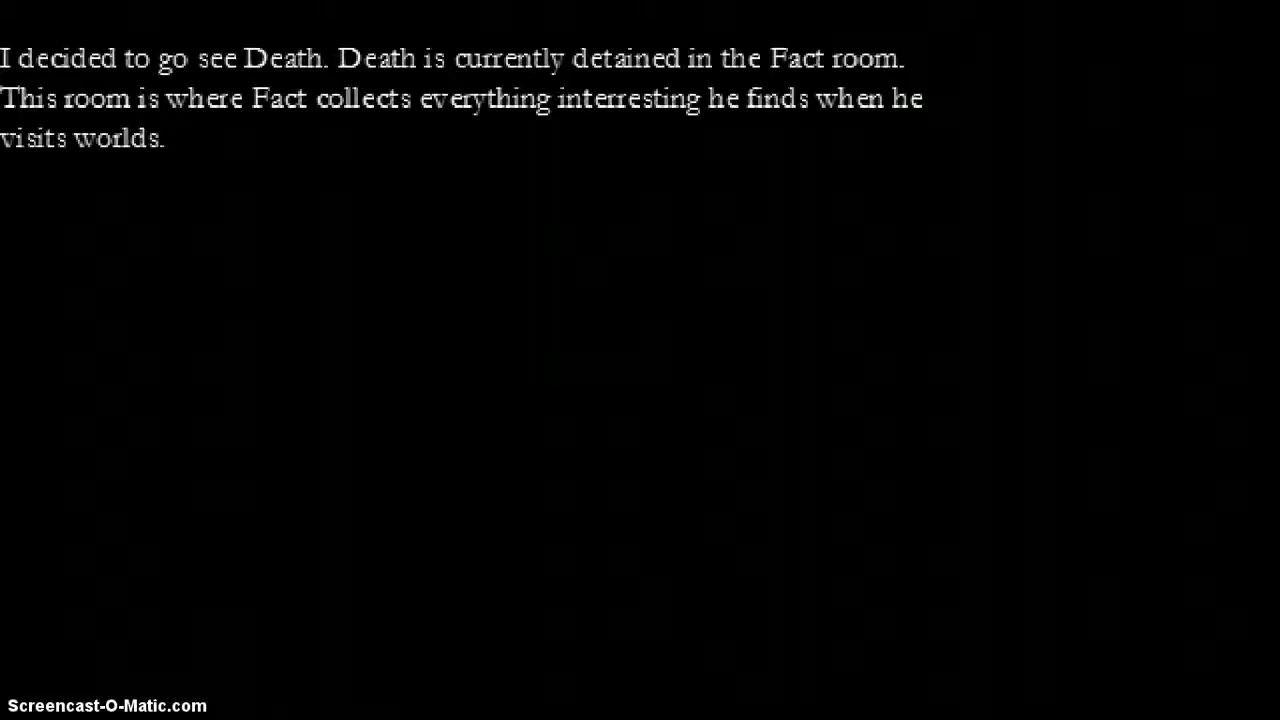 I decided to go see Death. Death is currently detained in the Fact room.
This room is where Fact collects everything interresting he finds when he
visits worlds.
Screencast-O-Matic.com